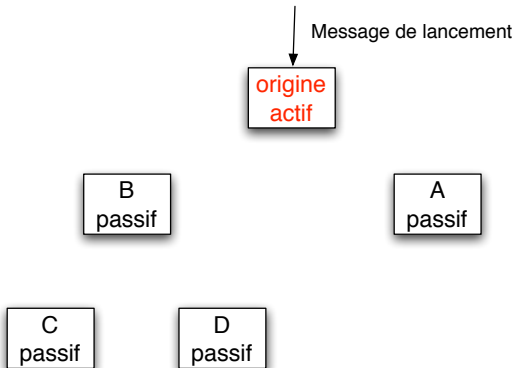 Message de lancement
origine
actif
B
passif
A
passif
C
passif
D
passif